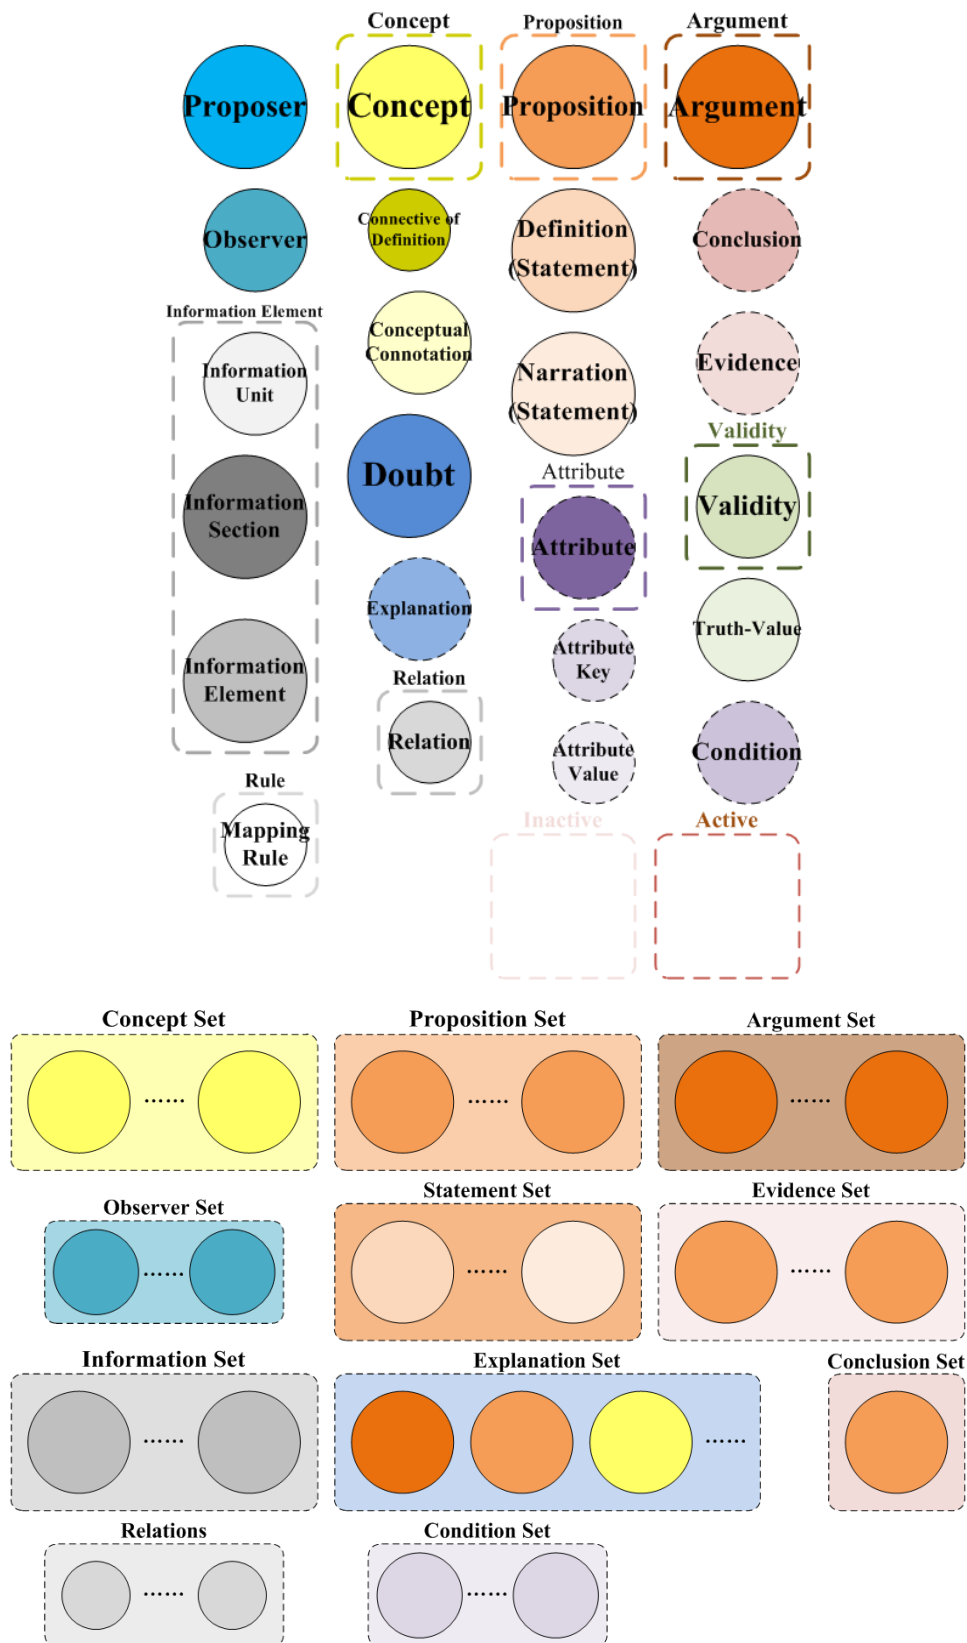 Concept
Proposition
Argument
Proposer
Concept
Proposition
Argument
Observer
Connective of
Definition
Definition
(Statement)
Conclusion
Information Element
Information
Unit
Conceptual
Connotation
Narration
(Statement)
Evidence
Validity
Information
Section
Doubt
Attribute
Attribute
Validity
Explanation
Attribute
Key
Truth-Value
Information
Element
Relation
Relation
Attribute
Value
Condition
Rule
Mapping
Rule
Inactive
Active
Concept Set
Proposition Set
Argument Set
······
······
······
Observer Set
Statement Set
Evidence Set
······
······
······
Information Set
Explanation Set
Conclusion Set
······
······
Relations
Condition Set
······
······